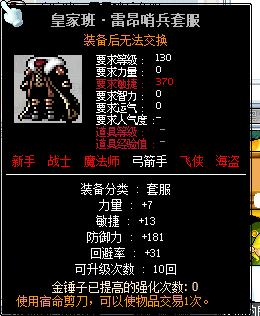 皇家班·雷昂哨兵套服
装备后无法交换
要求等级: 130
要求力量: 0
要求敏捷: 370
要求智力: 0
要求运气: -
要求人气度: -
道具等级: -
道具经验值: -
新手 战士 魔法师 弓箭手 飞侠 海盗
装备分类 : 套服
力量 : +7
敏捷 : +13
防御力 : +181
回避率 : +31
可升级次数 : 10回
金锤子已提高的强化次数: 0
使用宿命剪刀，可以使物品交易1次。